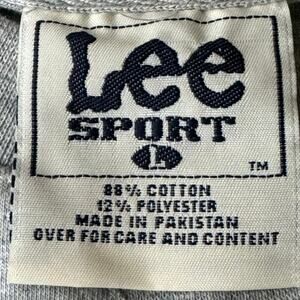 Lee
SPORT
L
TM
88% COTTON
12% POLYESTER
MADE IN PAKISTAN
OVER FOR CARE AND CONTENT